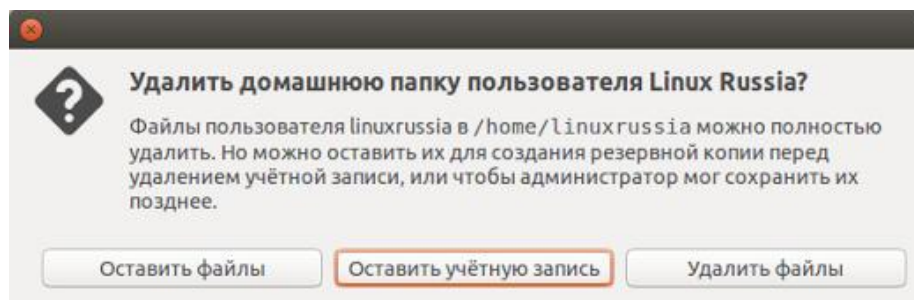 Удалить домашнюю папку пользователя Linux Russia?
Файлы пользователя linuxrussia в /home/linuxrussia можно полностью
удалить. Но можно оставить их для создания резервной копии перед
удалением учётной записи, или чтобы администратор мог сохранить их
позднее.
Оставить файлы Оставить учётную запись Удалить файлы